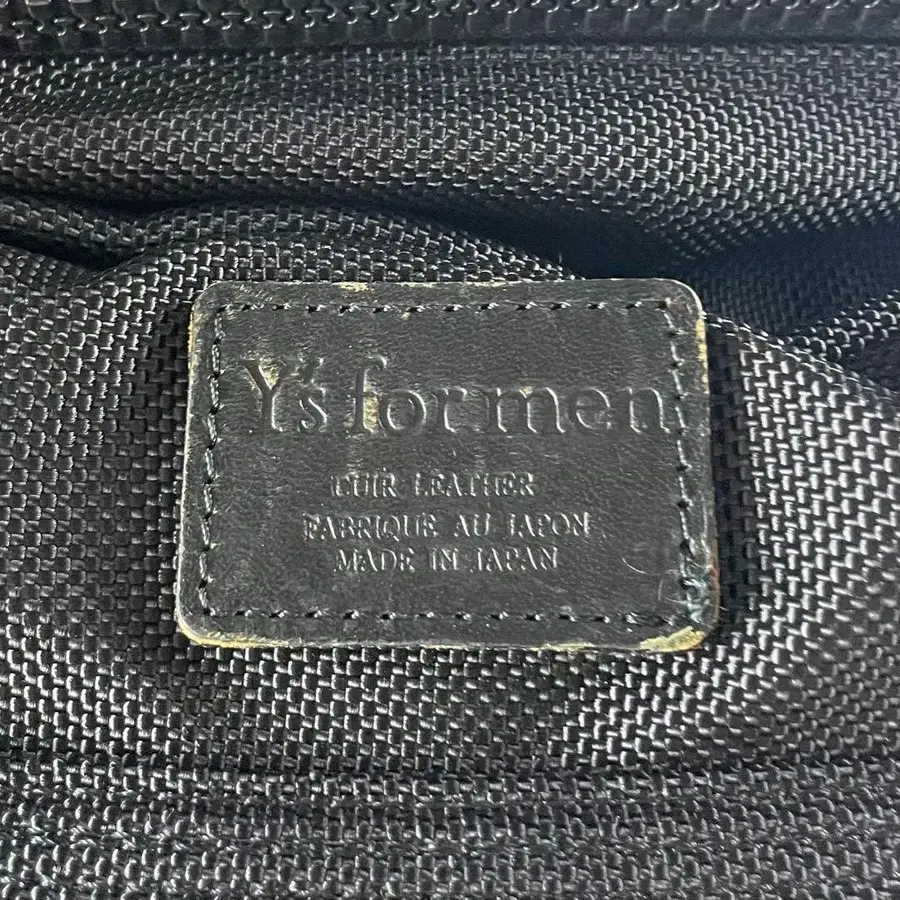 Y's for men
CUIR LEATHER
FABRIQUE AU JAPON
MADE IN JAPAN